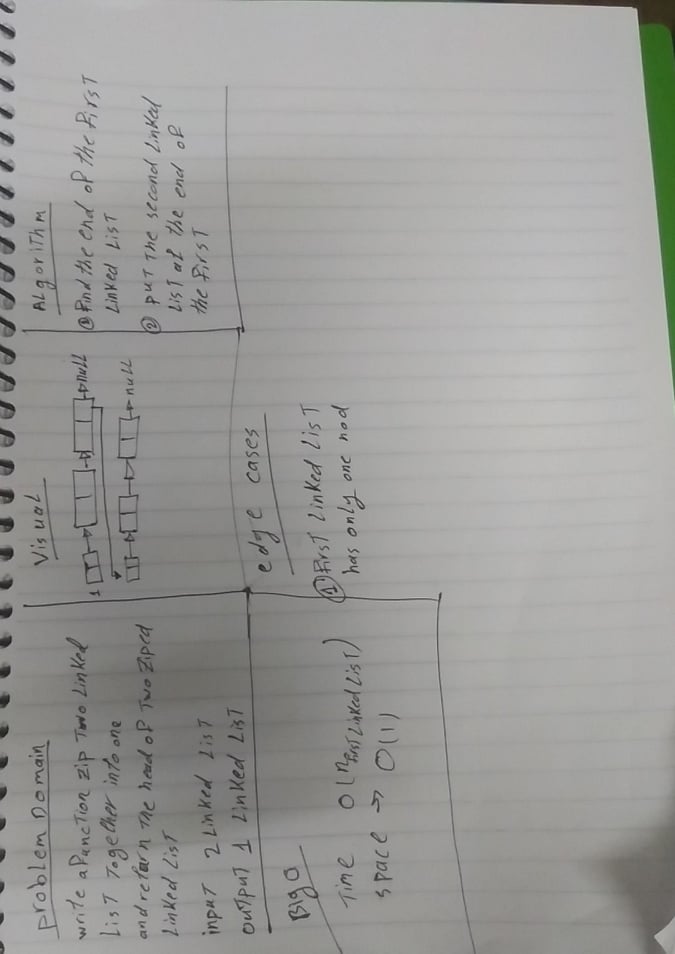 problem Domain
write a function zip Two Linked
List Together into one
and return the head of Two Ziped
Linked List
input 2 Linked List
output 1 Linked List
Visual
1
null
null
ALgoriThm
① Find the end of the First
Linked List
② put The second Linked
List at the end of
the First
Big O
Time O(n First Linked List)
space → O(1)
edge cases
① First Linked List
has only one nod